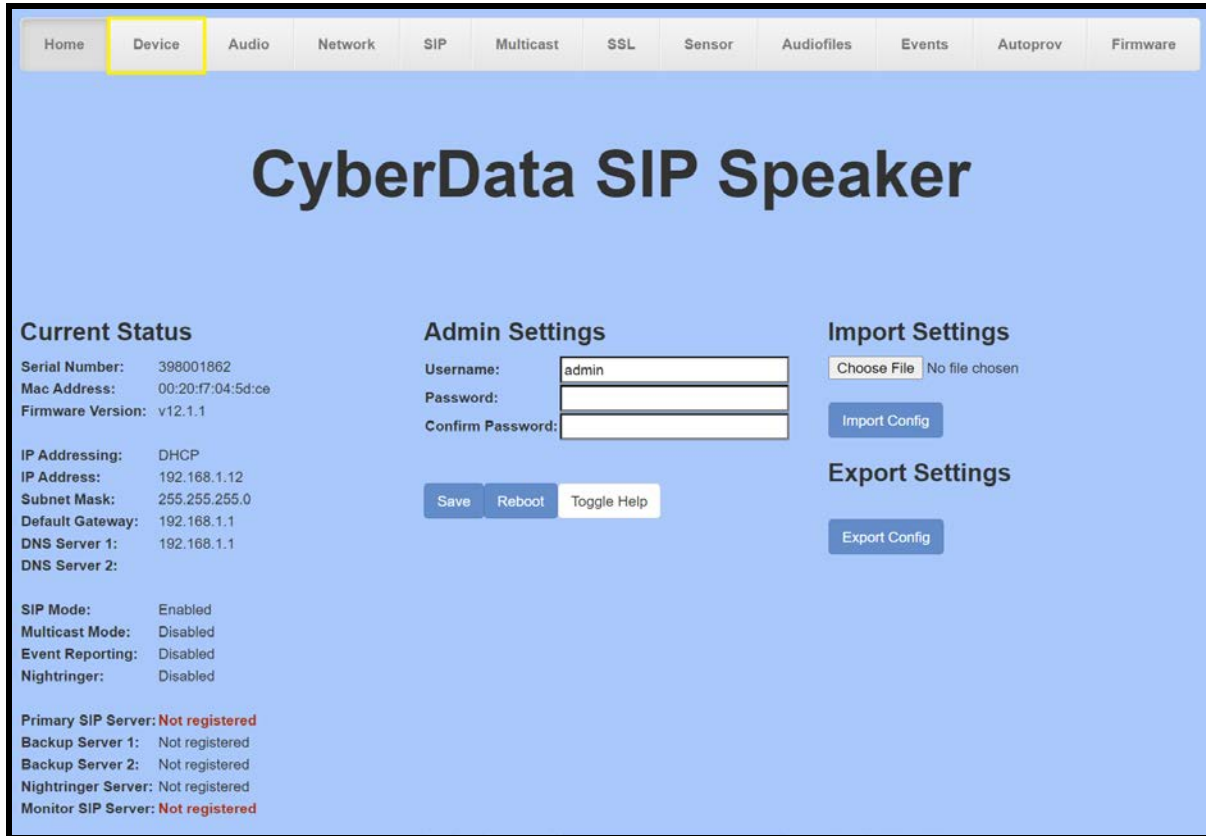 Home Device Audio Network SIP Multicast SSL Sensor Audiofiles Events Autoprov Firmware
CyberData SIP Speaker
Current Status
Serial Number: 398001862
Mac Address: 00:20:f7:04:5d:ce
Firmware Version: v12.1.1
IP Addressing: DHCP
IP Address: 192.168.1.12
Subnet Mask: 255.255.255.0
Default Gateway: 192.168.1.1
DNS Server 1: 192.168.1.1
DNS Server 2:
SIP Mode: Enabled
Multicast Mode: Disabled
Event Reporting: Disabled
Nightringer: Disabled
Primary SIP Server: Not registered
Backup Server 1: Not registered
Backup Server 2: Not registered
Nightringer Server: Not registered
Monitor SIP Server: Not registered
Admin Settings
Username: admin
Password:
Confirm Password:
Save Reboot Toggle Help
Import Settings
Choose File No file chosen
Import Config
Export Settings
Export Config